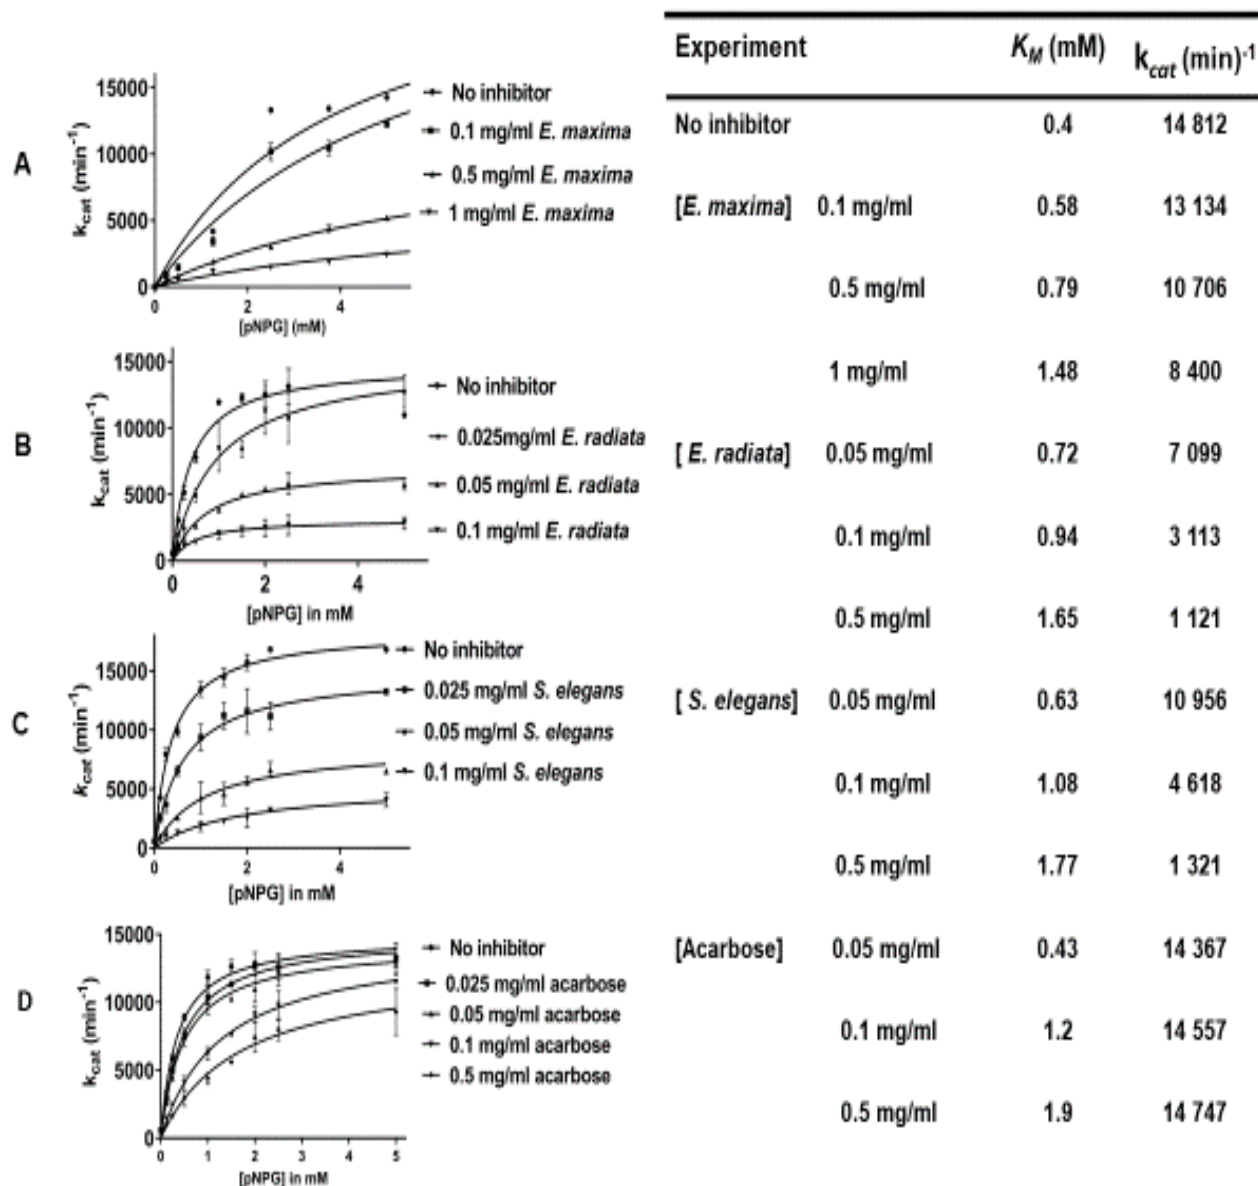 A
k_cat (min⁻¹)
15000
10000
5000
0
0 2 4
[pNPG] (mM)
No inhibitor
0.1 mg/ml E. maxima
0.5 mg/ml E. maxima
1 mg/ml E. maxima
B
k_cat (min⁻¹)
15000
10000
5000
0
0 2 4
[pNPG] in mM
No inhibitor
0.025mg/ml E. radiata
0.05 mg/ml E. radiata
0.1 mg/ml E. radiata
C
k_cat (min⁻¹)
15000
10000
5000
0
0 2 4
[pNPG] in mM
No inhibitor
0.025 mg/ml S. elegans
0.05 mg/ml S. elegans
0.1 mg/ml S. elegans
D
k_cat (min⁻¹)
15000
10000
5000
0
0 1 2 3 4 5
[pNPG] in mM
No inhibitor
0.025 mg/ml acarbose
0.05 mg/ml acarbose
0.1 mg/ml acarbose
0.5 mg/ml acarbose
Experiment K_M (mM) k_cat (min)⁻¹
No inhibitor 0.4 14 812
[E. maxima] 0.1 mg/ml 0.58 13 134
0.5 mg/ml 0.79 10 706
1 mg/ml 1.48 8 400
[ E. radiata] 0.05 mg/ml 0.72 7 099
0.1 mg/ml 0.94 3 113
0.5 mg/ml 1.65 1 121
[ S. elegans] 0.05 mg/ml 0.63 10 956
0.1 mg/ml 1.08 4 618
0.5 mg/ml 1.77 1 321
[Acarbose] 0.05 mg/ml 0.43 14 367
0.1 mg/ml 1.2 14 557
0.5 mg/ml 1.9 14 747